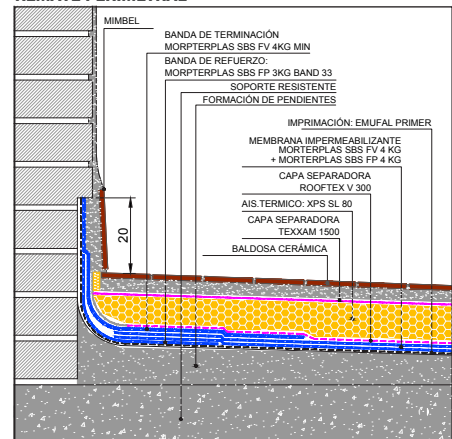 MIMBEL
BANDA DE TERMINACIÓN
MORPTERPLAS SBS FV 4KG MIN
BANDA DE REFUERZO:
MORPTERPLAS SBS FP 3KG BAND 33
SOPORTE RESISTENTE
FORMACIÓN DE PENDIENTES
IMPRIMACIÓN: EMUFAL PRIMER
MEMBRANA IMPERMEABILIZANTE
MORTERPLAS SBS FV 4 KG
+ MORTERPLAS SBS FP 4 KG
CAPA SEPARADORA
ROOFTEX V 300
AIS.TERMICO: XPS SL 80
CAPA SEPARADORA
TEXXAM 1500
BALDOSA CERÁMICA
20